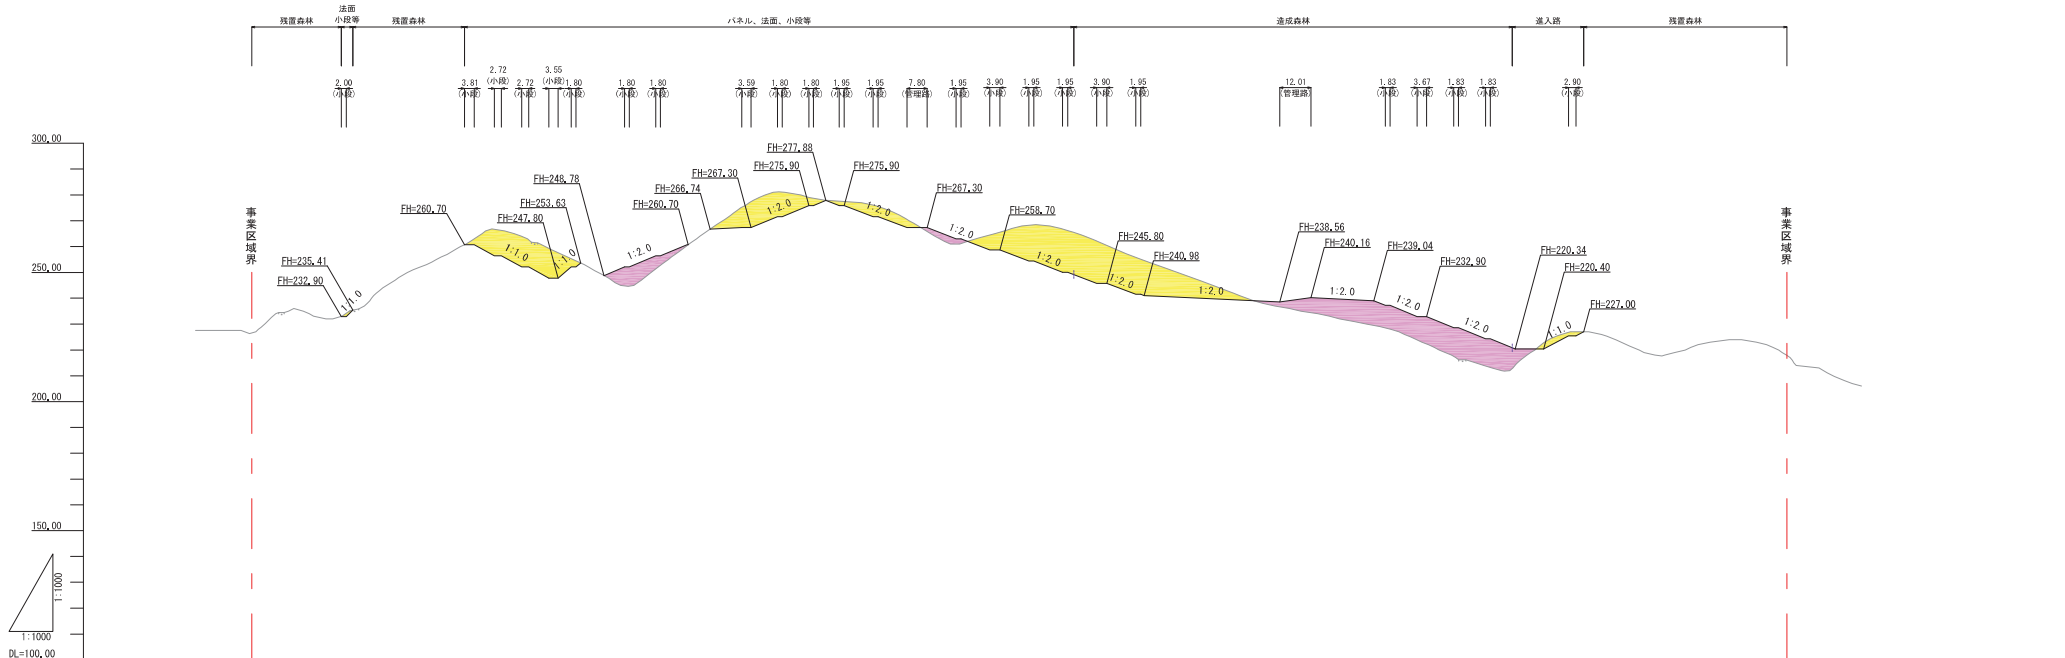 残置森林
法面
小段等
残置森林
パネル、法面、小段等
造成森林
進入路
残置森林
2.00
(小段)
3.81
(小段)
2.72
(小段)
2.72
(小段)
3.55
(小段)
1.80
(小段)
1.80
(小段)
1.80
(小段)
3.59
(小段)
1.80
(小段)
1.80
(小段)
1.95
(小段)
1.95
(小段)
7.80
(管理路)
1.95
(小段)
3.90
(小段)
1.95
(小段)
1.95
(小段)
3.90
(小段)
1.95
(小段)
12.01
(管理路)
1.83
(小段)
3.67
(小段)
1.83
(小段)
1.83
(小段)
2.90
(小段)
300.00
250.00
200.00
150.00
DL=100.00
1:1000
1:1000
事業区域界
FH=232.90
FH=235.41
1:1.0
FH=260.70
1:1.0
FH=247.80
FH=253.63
1:1.0
FH=248.78
1:2.0
FH=260.70
FH=266.74
FH=267.30
1:2.0
FH=275.90
FH=277.88
FH=275.90
1:2.0
FH=267.30
1:2.0
FH=258.70
1:2.0
FH=245.80
1:2.0
FH=240.98
1:2.0
FH=238.56
FH=240.16
1:2.0
FH=239.04
1:2.0
FH=232.90
1:2.0
FH=220.34
FH=220.40
1:1.0
FH=227.00
事業区域界